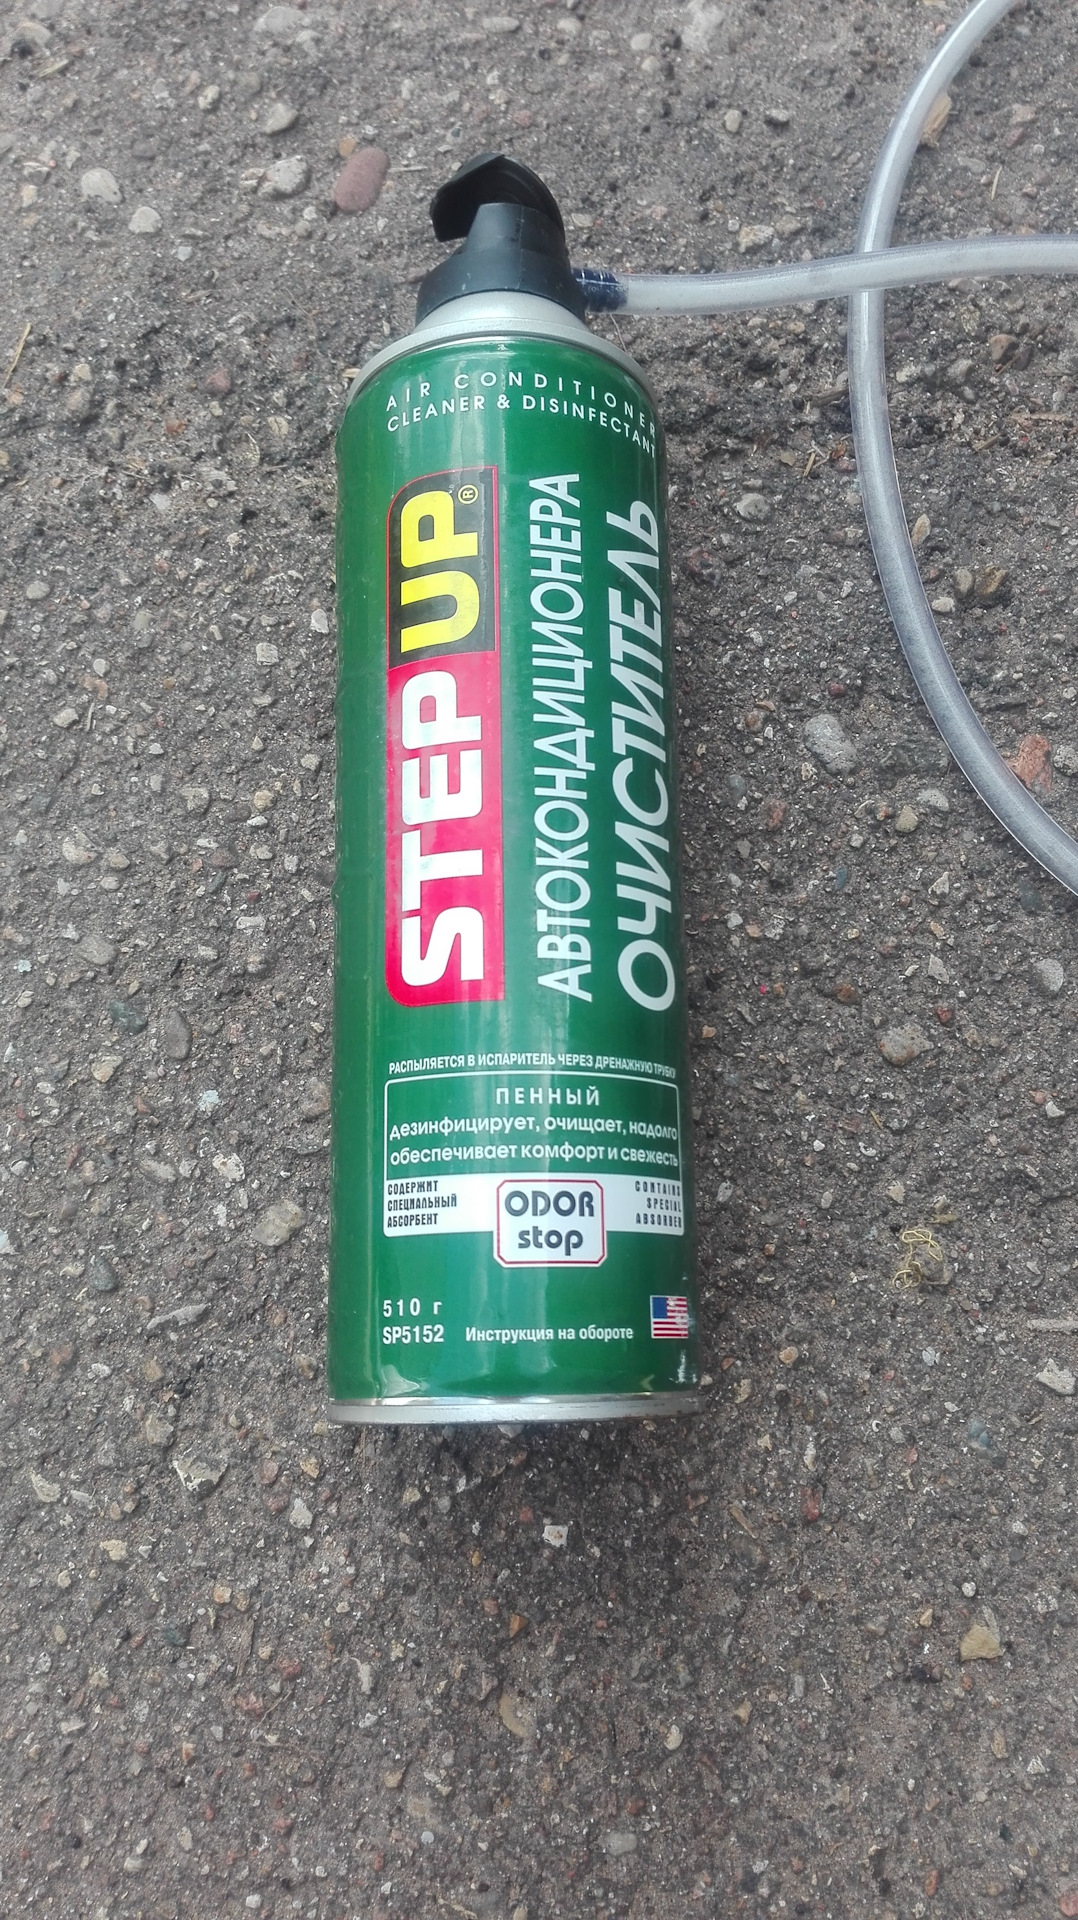 AIR CONDITIONER
CLEANER & DISINFECTANT
STEP UP®
АВТОКОНДИЦИОНЕРА
ОЧИСТИТЕЛЬ
РАСПЫЛЯЕТСЯ В ИСПАРИТЕЛЬ ЧЕРЕЗ ДРЕНАЖНУЮ ТРУБКУ
ПЕННЫЙ
дезинфицирует, очищает, надолго
обеспечивает комфорт и свежесть
СОДЕРЖИТ
СПЕЦИАЛЬНЫЙ
АБСОРБЕНТ
ODOR
stop
CONTAINS
SPECIAL
ABSORBER
510 г
SP5152
Инструкция на обороте